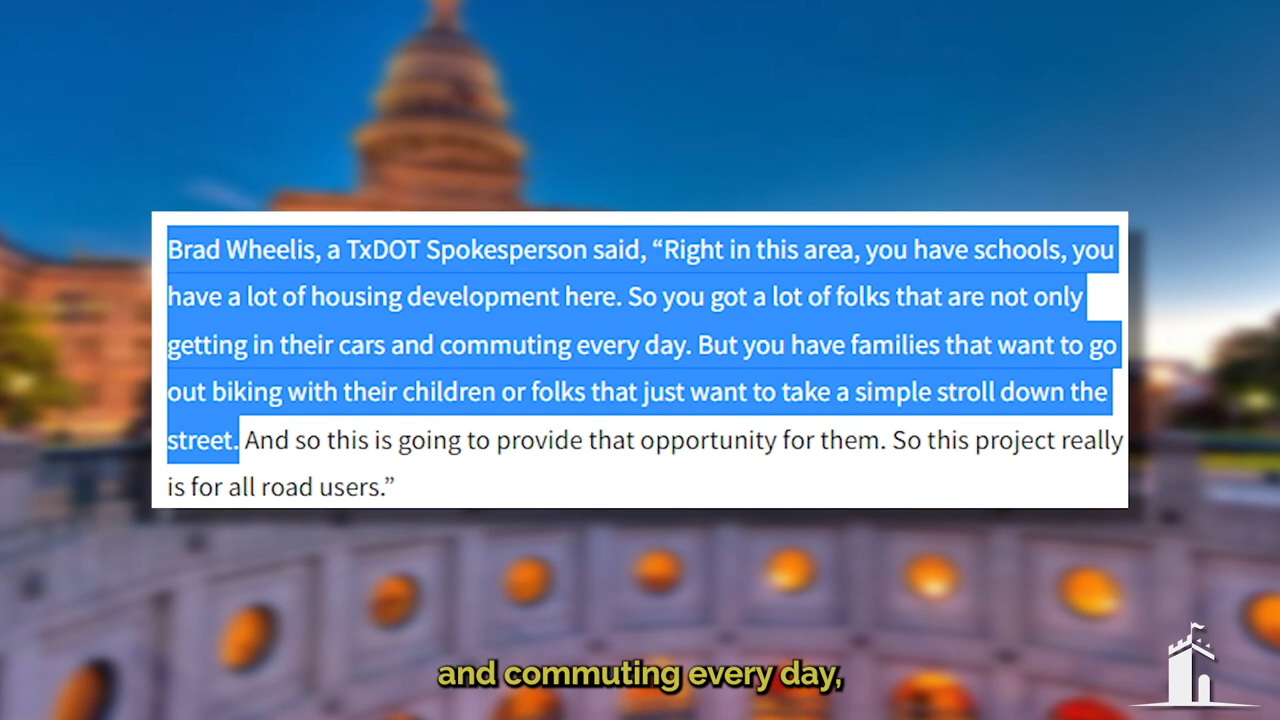 Brad Wheelis, a TxDOT Spokesperson said, “Right in this area, you have schools, you
have a lot of housing development here. So you got a lot of folks that are not only
getting in their cars and commuting every day. But you have families that want to go
out biking with their children or folks that just want to take a simple stroll down the
street. And so this is going to provide that opportunity for them. So this project really
is for all road users.”
and commuting every day,